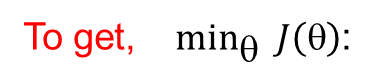 To get, min_θ J(θ):